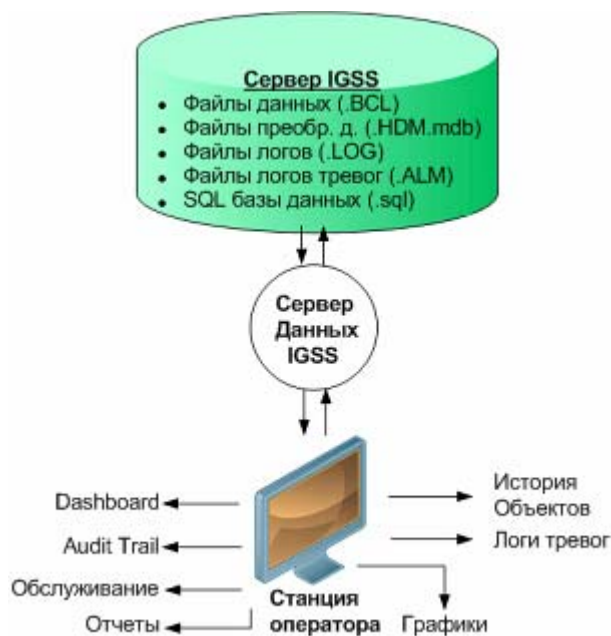 Сервер IGSS
• Файлы данных (.BCL)
• Файлы преобр. д. (.HDM.mdb)
• Файлы логов (.LOG)
• Файлы логов тревог (.ALM)
• SQL базы данных (.sql)
Сервер
Данных
IGSS
Dashboard
Audit Trail
Обслуживание
Отчеты
Станция
оператора
История
Объектов
Логи тревог
Графики